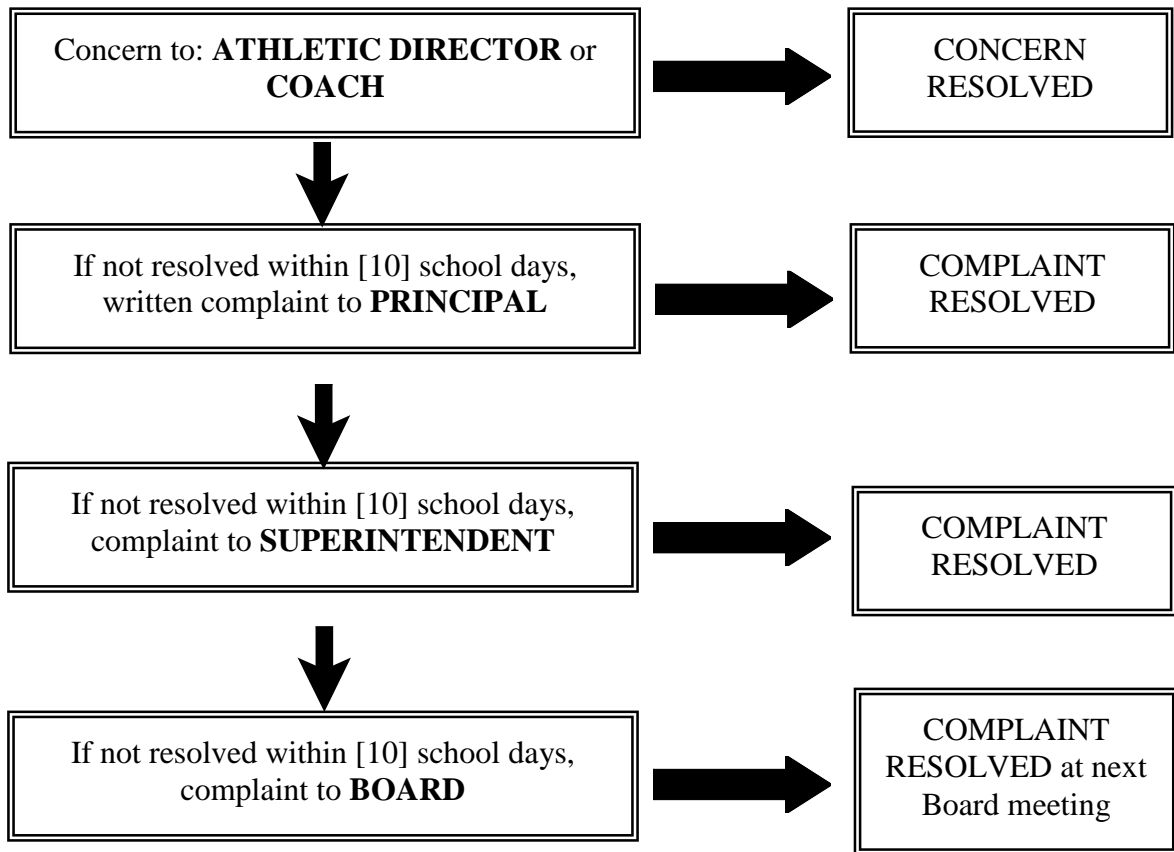 Concern to: ATHLETIC DIRECTOR or
COACH
CONCERN
RESOLVED
If not resolved within [10] school days,
written complaint to PRINCIPAL
COMPLAINT
RESOLVED
If not resolved within [10] school days,
complaint to SUPERINTENDENT
COMPLAINT
RESOLVED
If not resolved within [10] school days,
complaint to BOARD
COMPLAINT
RESOLVED at next
Board meeting